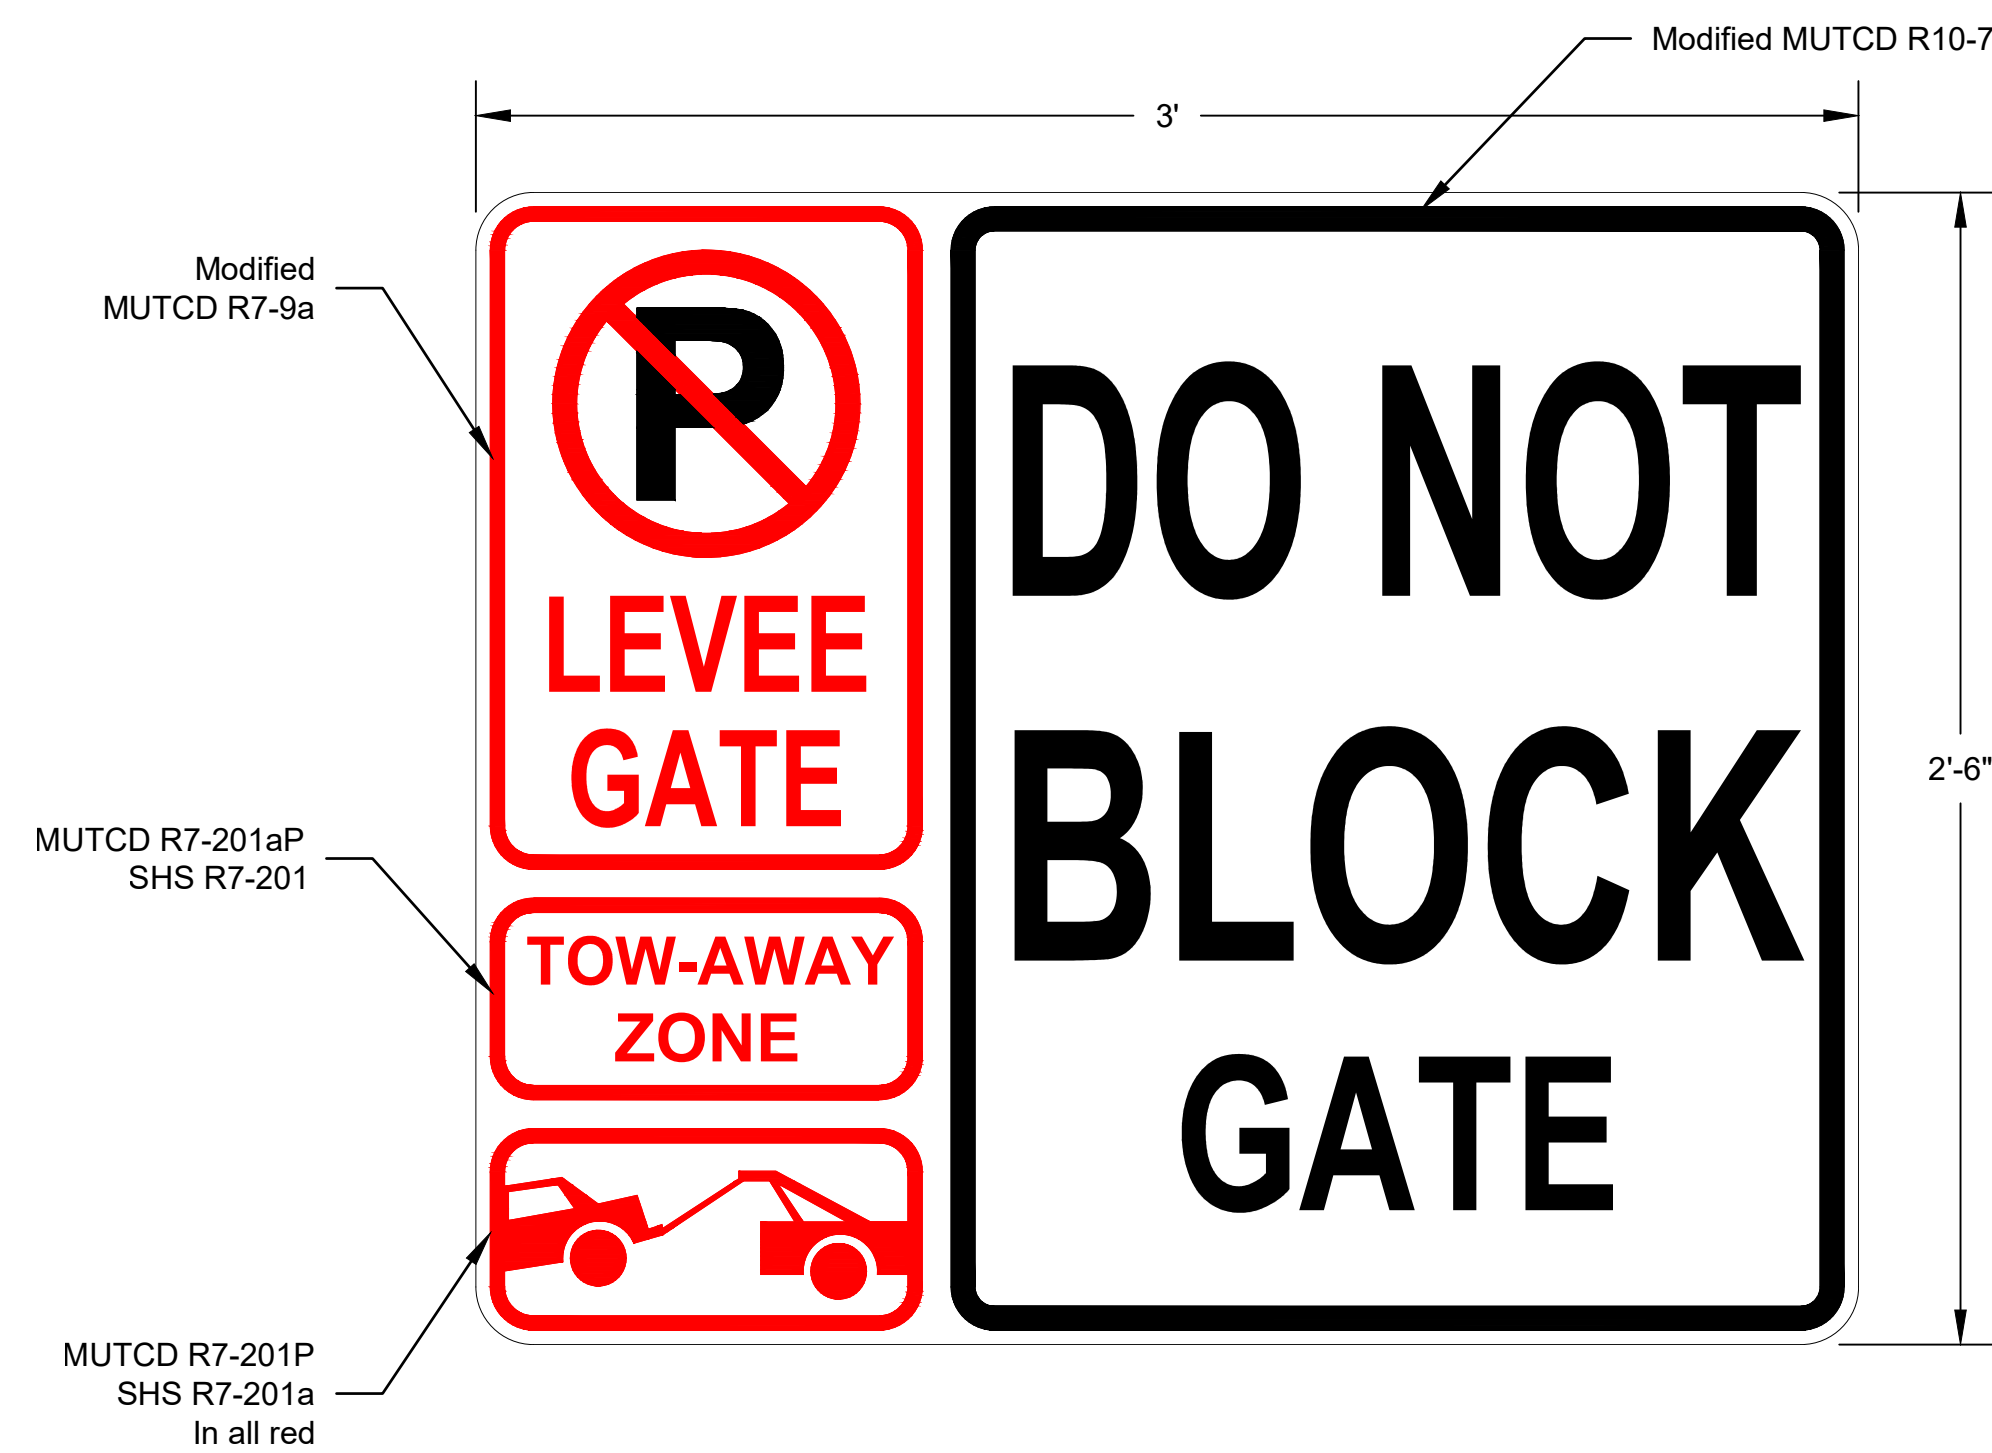 Modified MUTCD R10-7
3'
Modified
MUTCD R7-9a
P
LEVEE
GATE
DO NOT
BLOCK
GATE
2'-6"
MUTCD R7-201aP
SHS R7-201
TOW-AWAY
ZONE
MUTCD R7-201P
SHS R7-201a
In all red